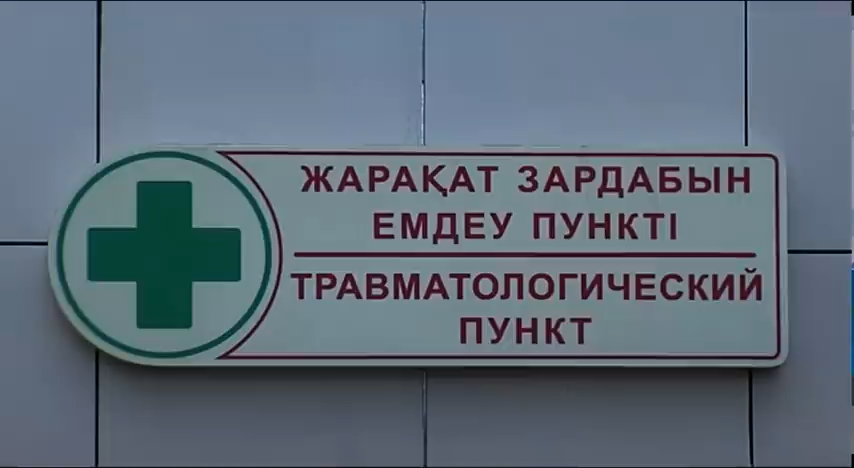 ЖАРАҚАТ ЗАРДАБЫН
ЕМДЕУ ПУНКТІ
ТРАВМАТОЛОГИЧЕСКИЙ
ПУНКТ